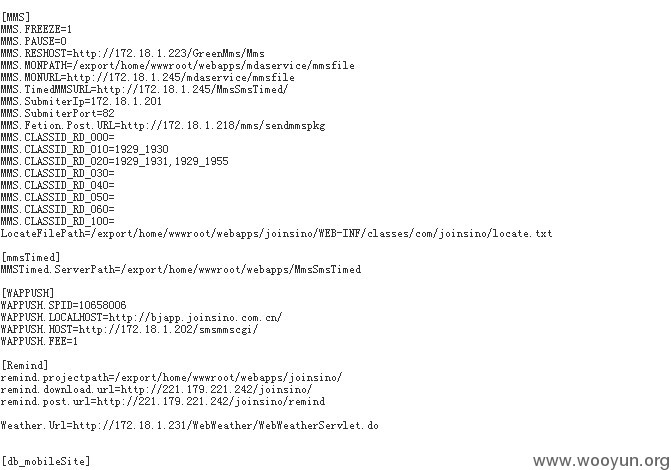 [MMS]
MMS.FREEZE=1
MMS.PAUSE=0
MMS.RESHOST=http://172.18.1.223/GreenMms/Mms
MMS.MONPATH=/export/home/wwwroot/webapps/mdaservice/mmsfile
MMS.MONURL=http://172.18.1.245/mdaservice/mmsfile
MMS.TimedMMSURL=http://172.18.1.245/MmsSmsTimed/
MMS.SubmiterIp=172.18.1.201
MMS.SubmiterPort=82
MMS.Fetion.Post.URL=http://172.18.1.218/mms/sendmmspkg
MMS.CLASSID_RD_000=
MMS.CLASSID_RD_010=1929_1930
MMS.CLASSID_RD_020=1929_1931,1929_1955
MMS.CLASSID_RD_030=
MMS.CLASSID_RD_040=
MMS.CLASSID_RD_050=
MMS.CLASSID_RD_060=
MMS.CLASSID_RD_100=
LocateFilePath=/export/home/wwwroot/webapps/joinsino/WEB-INF/classes/com/joinsino/locate.txt
[mmsTimed]
MMSTimed.ServerPath=/export/home/wwwroot/webapps/MmsSmsTimed
[WAPPUSH]
WAPPUSH.SPID=10658006
WAPPUSH.LOCALHOST=http://bjapp.joinsino.com.cn/
WAPPUSH.HOST=http://172.18.1.202/smsmmscgi/
WAPPUSH.FEE=1
[Remind]
remind.projectpath=/export/home/wwwroot/webapps/joinsino/
remind.download.url=http://221.179.221.242/joinsino/
remind.post.url=http://221.179.221.242/joinsino/remind
Weather.Url=http://172.18.1.231/WebWeather/WebWeatherServlet.do
[db_mobileSite]
www.wooyun.org